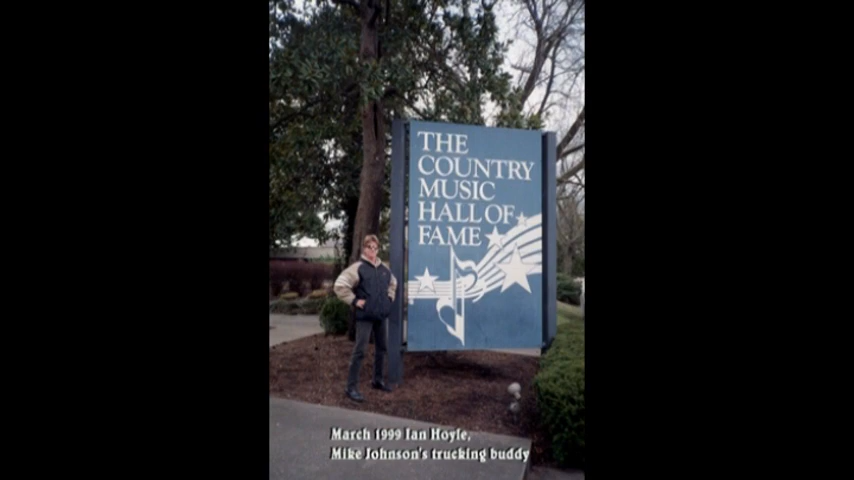 THE
COUNTRY
MUSIC
HALL OF
FAME
March 1999 Ian Hoyle,
Mike Johnson's trucking buddy